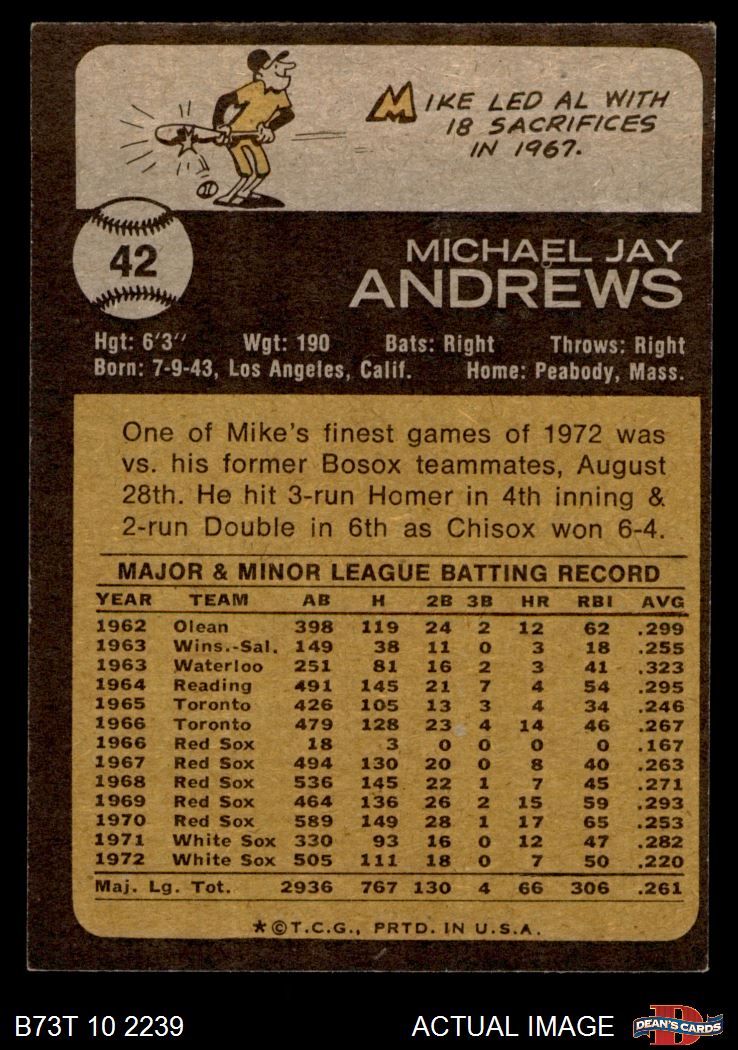 MIKE LED AL WITH
18 SACRIFICES
IN 1967.
42
MICHAEL JAY
ANDREWS
Hgt: 6'3" Wgt: 190 Bats: Right Throws: Right
Born: 7-9-43, Los Angeles, Calif. Home: Peabody, Mass.
One of Mike's finest games of 1972 was
vs. his former Bosox teammates, August
28th. He hit 3-run Homer in 4th inning &
2-run Double in 6th as Chisox won 6-4.
MAJOR & MINOR LEAGUE BATTING RECORD
YEAR TEAM AB H 2B 3B HR RBI AVG
1962 Olean 398 119 24 2 12 62 .299
1963 Wins.-Sal. 149 38 11 0 3 18 .255
1963 Waterloo 251 81 16 2 3 41 .323
1964 Reading 491 145 21 7 4 54 .295
1965 Toronto 426 105 13 3 4 34 .246
1966 Toronto 479 128 23 4 14 46 .267
1966 Red Sox 18 3 0 0 0 0 .167
1967 Red Sox 494 130 20 0 8 40 .263
1968 Red Sox 536 145 22 1 7 45 .271
1969 Red Sox 464 136 26 2 15 59 .293
1970 Red Sox 589 149 28 1 17 65 .253
1971 White Sox 330 93 16 0 12 47 .282
1972 White Sox 505 111 18 0 7 50 .220
Maj. Lg. Tot. 2936 767 130 4 66 306 .261
*©T.C.G., PRTD. IN U.S.A.
B73T 10 2239 ACTUAL IMAGE
D
DEAN'S CARDS